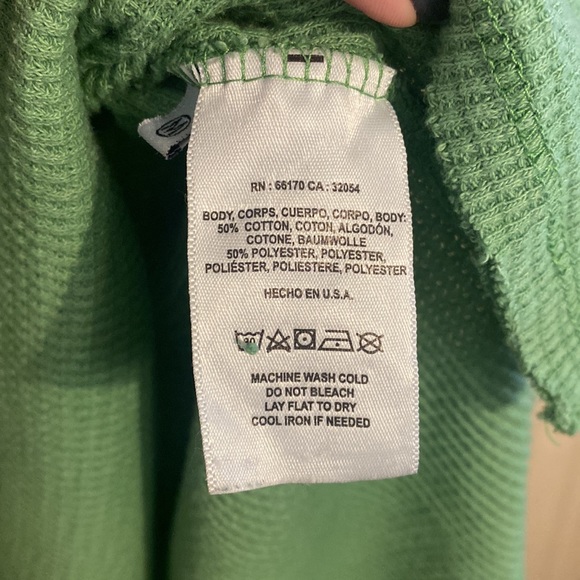 RN : 66170 CA : 32054
BODY, CORPS, CUERPO, CORPO, BODY:
50% COTTON, COTON, ALGODÓN,
COTONE, BAUMWOLLE
50% POLYESTER, POLYESTER,
POLIÉSTER, POLIESTERE, POLYESTER
HECHO EN U.S.A.
30
MACHINE WASH COLD
DO NOT BLEACH
LAY FLAT TO DRY
COOL IRON IF NEEDED